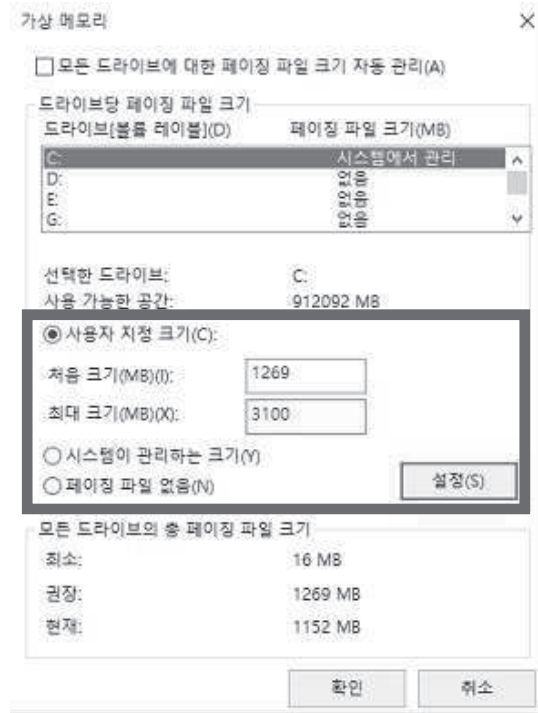 가상 메모리
모든 드라이브에 대한 페이징 파일 크기 자동 관리(A)
드라이브당 페이징 파일 크기
드라이브[볼륨 레이블](D) 페이징 파일 크기(MB)
C: 시스템에서 관리
D: 없음
E: 없음
G: 없음
선택한 드라이브: C:
사용 가능한 공간: 912092 MB
사용자 지정 크기(C):
처음 크기(MB)(I): 1269
최대 크기(MB)(X): 3100
시스템이 관리하는 크기(Y)
페이징 파일 없음(N) 설정(S)
모든 드라이브의 총 페이징 파일 크기
최소: 16 MB
권장: 1269 MB
현재: 1152 MB
확인 취소